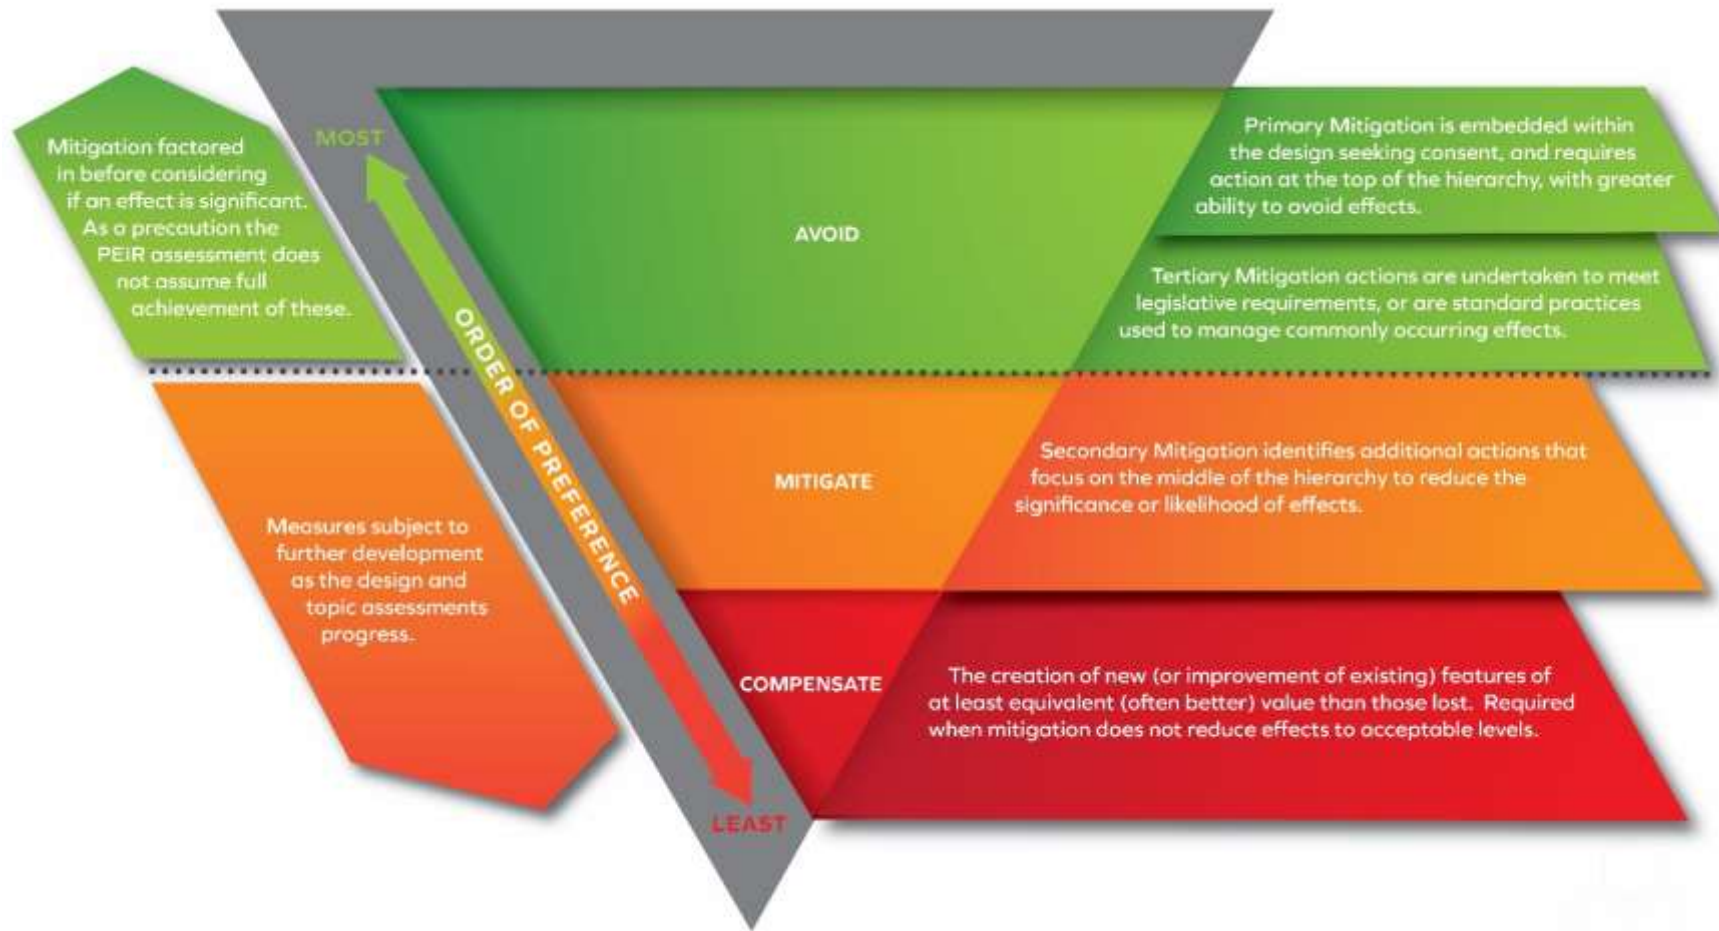 MOST
Mitigation factored
in before considering
if an effect is significant.
As a precaution the
PEIR assessment does
not assume full
achievement of these.
ORDER OF PREFERENCE
AVOID
Primary Mitigation is embedded within
the design seeking consent, and requires
action at the top of the hierarchy, with greater
ability to avoid effects.
Tertiary Mitigation actions are undertaken to meet
legislative requirements, or are standard practices
used to manage commonly occurring effects.
Measures subject to
further development
as the design and
topic assessments
progress.
MITIGATE
Secondary Mitigation identifies additional actions that
focus on the middle of the hierarchy to reduce the
significance or likelihood of effects.
COMPENSATE
The creation of new (or improvement of existing) features of
at least equivalent (often better) value than those lost. Required
when mitigation does not reduce effects to acceptable levels.
LEAST